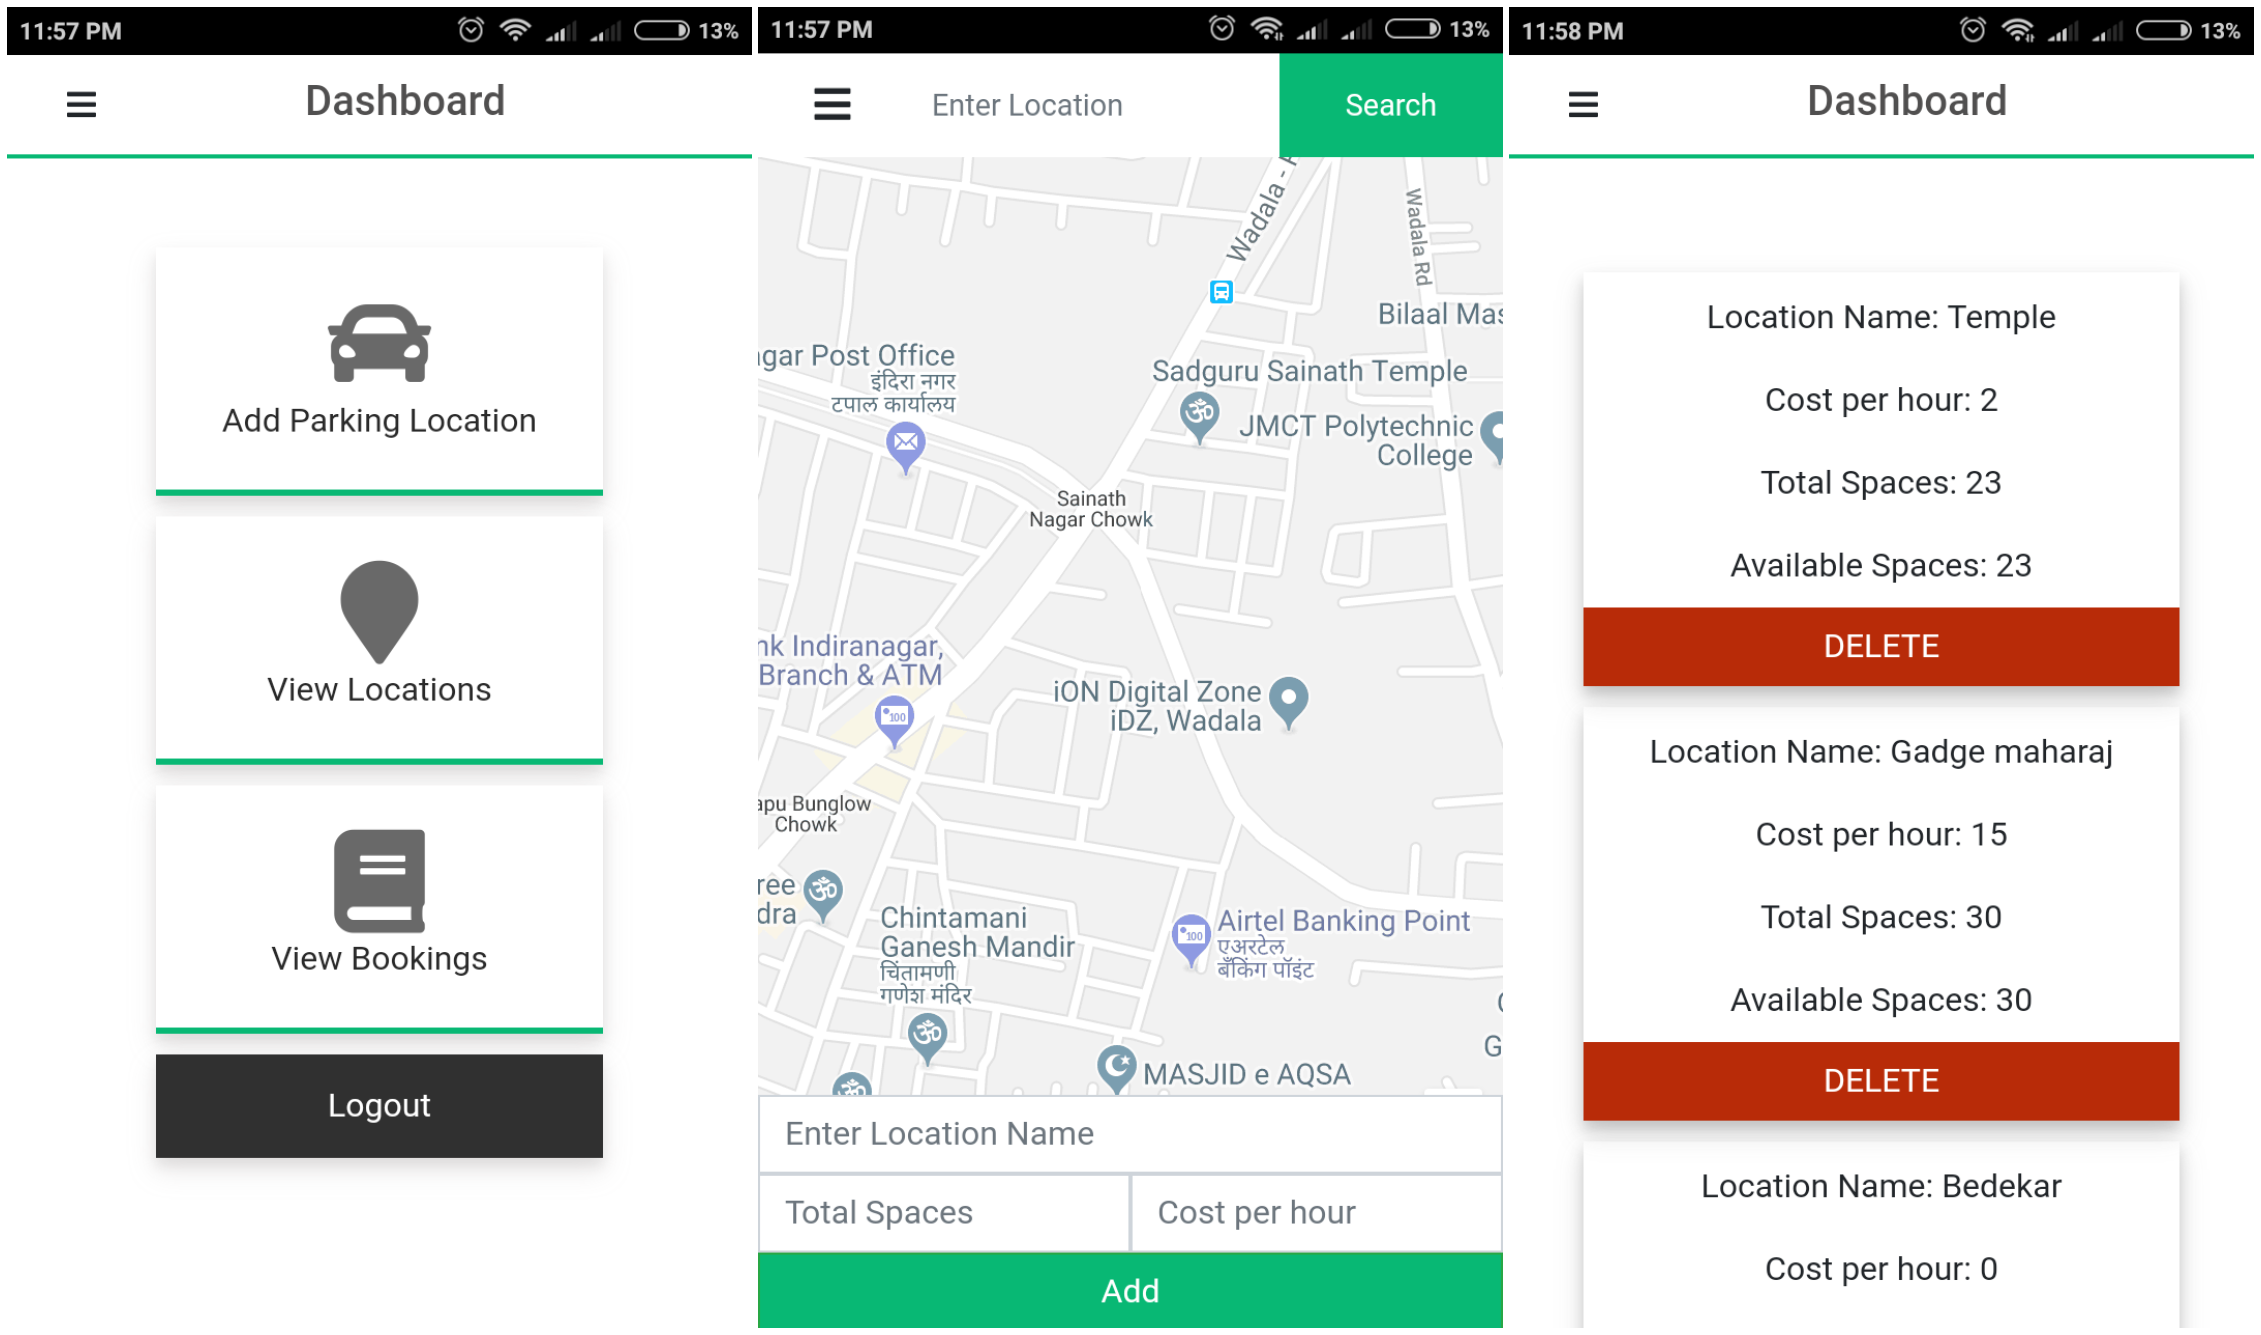 11:57 PM
13%
Dashboard
Add Parking Location
View Locations
View Bookings
Logout
11:57 PM
13%
Enter Location
Search
Wadala -
Wadala Rd
Bilaal
gar Post Office
इंदिरा नगर
टपाल कार्यालय
Sadguru Sainath Temple
JMCT Polytechnic
College
Sainath
Nagar Chowk
nk Indiranagar,
Branch & ATM
100
iON Digital Zone
iDZ, Wadala
apu Bunglow
Chowk
ree
dra
Chintamani
Ganesh Mandir
चिंतामणी
गणेश मंदिर
Airtel Banking Point
एअरटेल
बँकिंग पॉइंट
100
G
MASJID e AQSA
Enter Location Name
Total Spaces
Cost per hour
Add
11:58 PM
13%
Dashboard
Location Name: Temple
Cost per hour: 2
Total Spaces: 23
Available Spaces: 23
DELETE
Location Name: Gadge maharaj
Cost per hour: 15
Total Spaces: 30
Available Spaces: 30
DELETE
Location Name: Bedekar
Cost per hour: 0